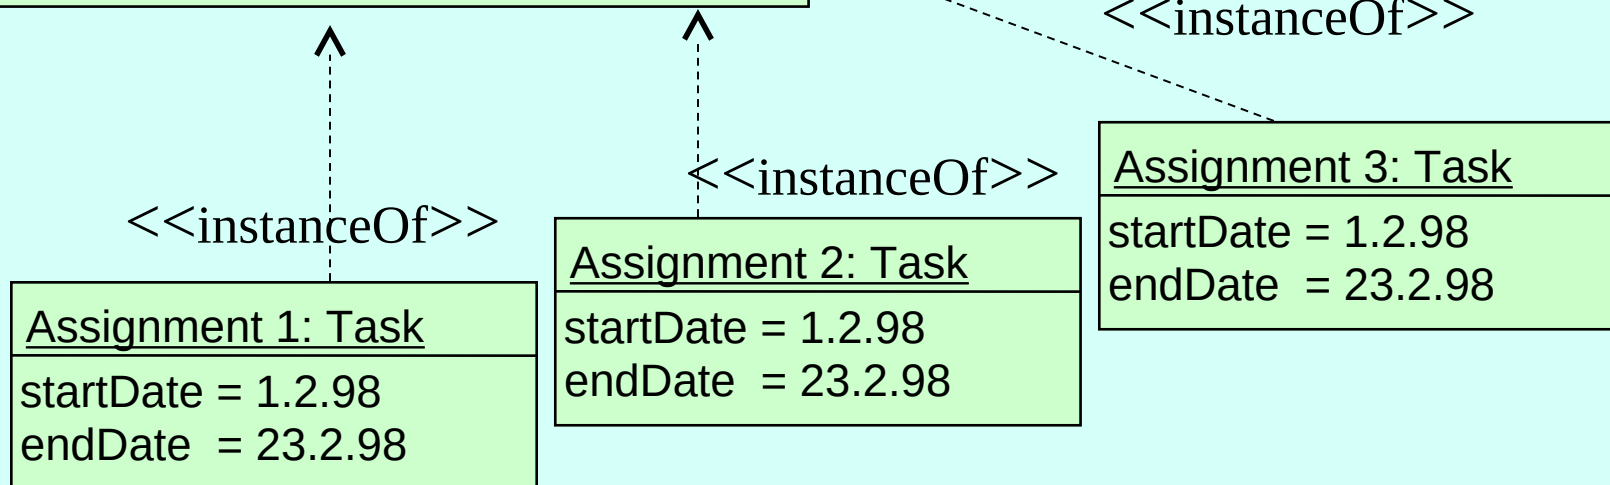 <<instanceOf>>
<<instanceOf>>
<<instanceOf>>
Assignment 1: Task
startDate = 1.2.98
endDate  = 23.2.98
Assignment 2: Task
startDate = 1.2.98
endDate  = 23.2.98
Assignment 3: Task
startDate = 1.2.98
endDate  = 23.2.98